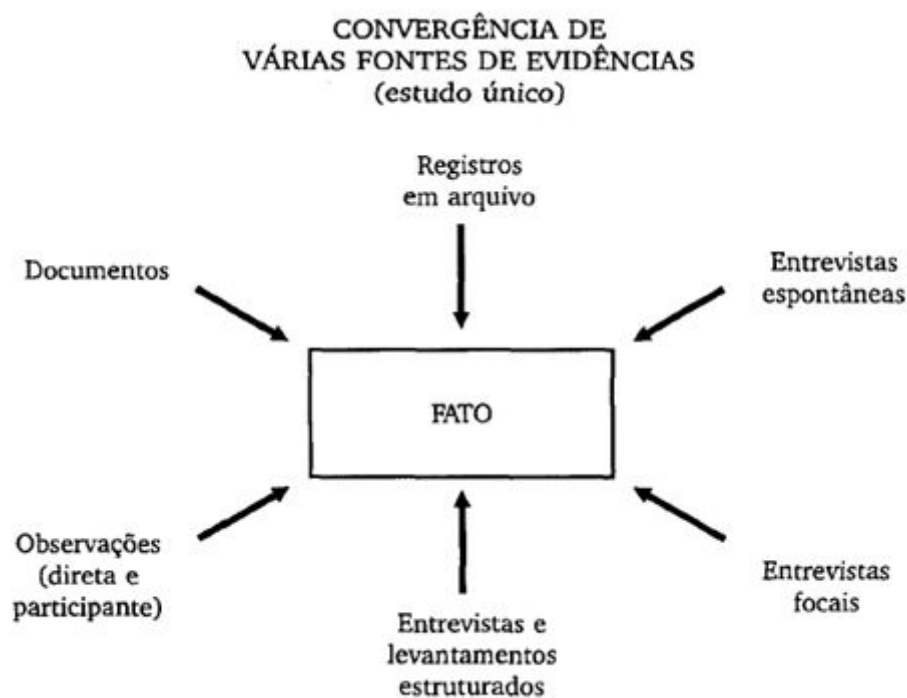 CONVERGÊNCIA DE
VÁRIAS FONTES DE EVIDÊNCIAS
(estudo único)
Registros
em arquivo
Documentos
Entrevistas
espontâneas
FATO
Observações
(direta e
participante)
Entrevistas e
levantamentos
estruturados
Entrevistas
focais